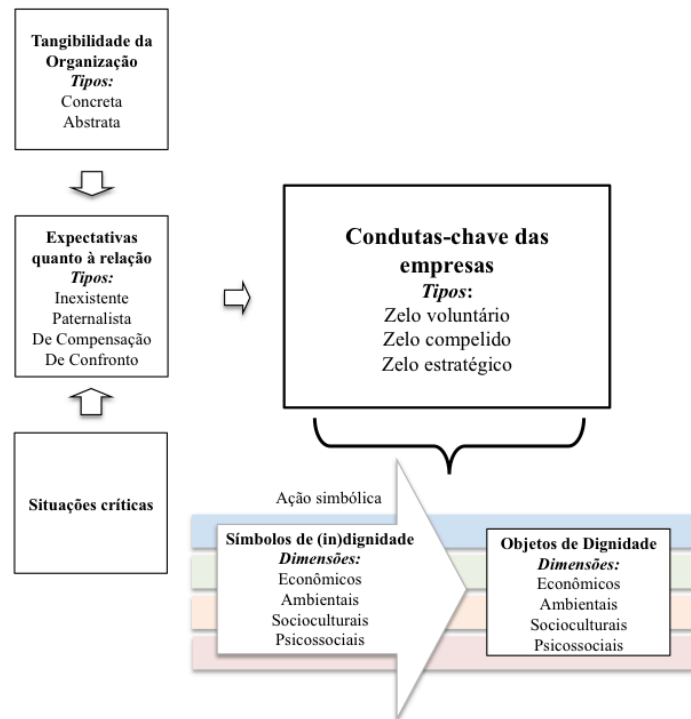 Tangibilidade da
Organização
Tipos:
Concreta
Abstrata
Expectativas
quanto à relação
Tipos:
Inexistente
Paternalista
De Compensação
De Confronto
Situações críticas
Condutas-chave das
empresas
Tipos:
Zelo voluntário
Zelo compelido
Zelo estratégico
Ação simbólica
Símbolos de (in)dignidade
Dimensões:
Econômicos
Ambientais
Socioculturais
Psicossociais
Objetos de Dignidade
Dimensões:
Econômicos
Ambientais
Socioculturais
Psicossociais